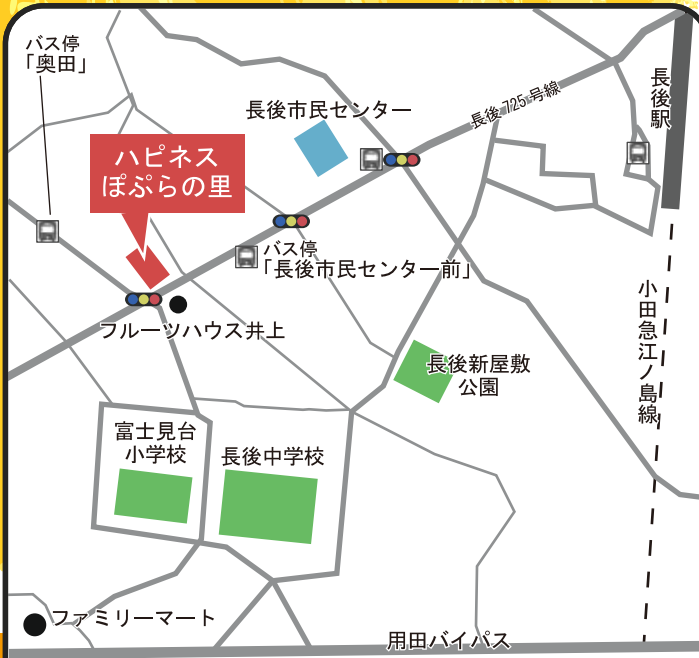 バス停
「奥田」
長後市民センター
長後725号線
長後駅
ハピネス
ぽぷらの里
バス停
「長後市民センター前」
フルーツハウス井上
長後新屋敷
公園
小田急江ノ島線
富士見台
小学校
長後中学校
ファミリーマート
用田バイパス